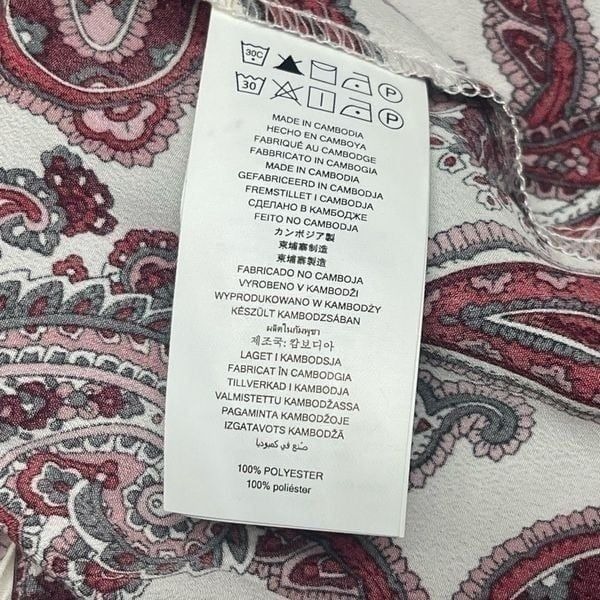 30C P
30 P
MADE IN CAMBODIA
HECHO EN CAMBOYA
FABRIQUÉ AU CAMBODGE
FABBRICATO IN CAMBOGIA
MADE IN CAMBODIA
GEFABRICEERD IN CAMBODJA
FREMSTILLET I CAMBODJA
СДЕЛАНО В КАМБОДЖЕ
FEITO NO CAMBODJA
カンボジア製
柬埔寨制造
柬埔寨製造
FABRICADO NO CAMBOJA
VYROBENO V KAMBODŽI
WYPRODUKOWANO W KAMBODŻY
KÉSZÜLT KAMBODZSÁBAN
ผลิตในกัมพูชา
제조국: 캄보디아
LAGET I KAMBODSJA
FABRICAT ÎN CAMBODGIA
TILLVERKAD I KAMBODJA
VALMISTETTU KAMBODŽASSA
PAGAMINTA KAMBODŽOJE
IZGATAVOTS KAMBODŽĀ
صنع في كمبوديا
100% POLYESTER
100% poliéster